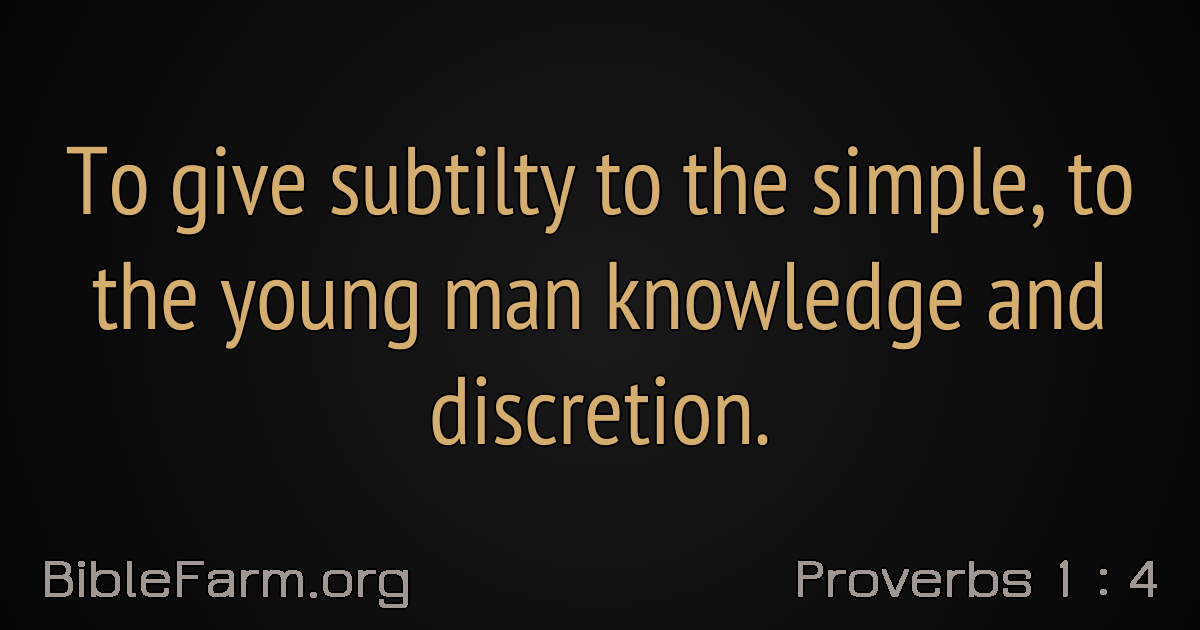 To give subtilty to the simple, to
the young man knowledge and
discretion.
BibleFarm.org
Proverbs 1 : 4